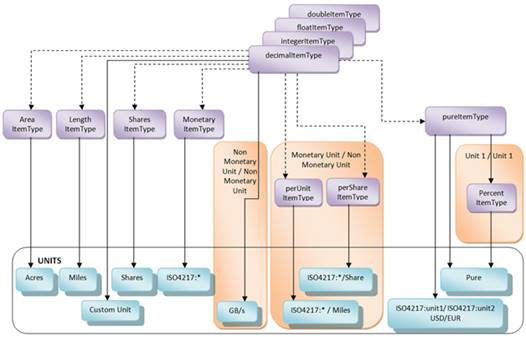 doubleItemType
floatItemType
integerItemType
decimalItemType
Area
ItemType
Length
ItemType
Shares
ItemType
Monetary
ItemType
pureItemType
Non
Monetary
Unit / Non
Monetary
Unit
Monetary Unit / Non
Monetary Unit
Unit 1 / Unit 1
perUnit
ItemType
perShare
ItemType
Percent
ItemType
UNITS
Acres
Miles
Shares
ISO4217:*
ISO4217:*/Share
Pure
Custom Unit
GB/s
ISO4217:* / Miles
ISO4217:unit1/ ISO4217:unit2
USD/EUR